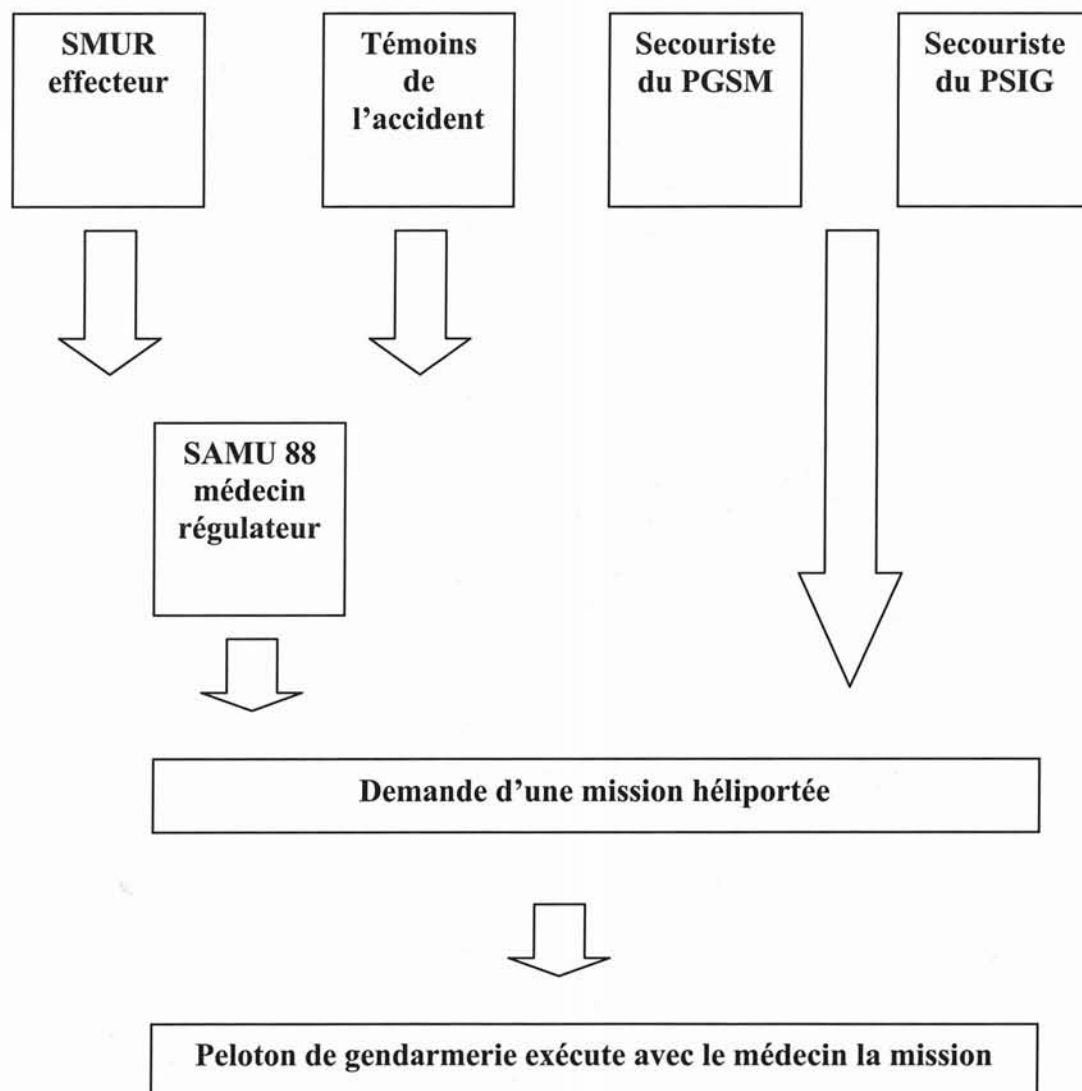 SMUR
effecteur
Témoins
de
l’accident
Secouriste
du PGSM
Secouriste
du PSIG
SAMU 88
médecin
régulateur
Demande d’une mission héliportée
Peloton de gendarmerie exécute avec le médecin la mission